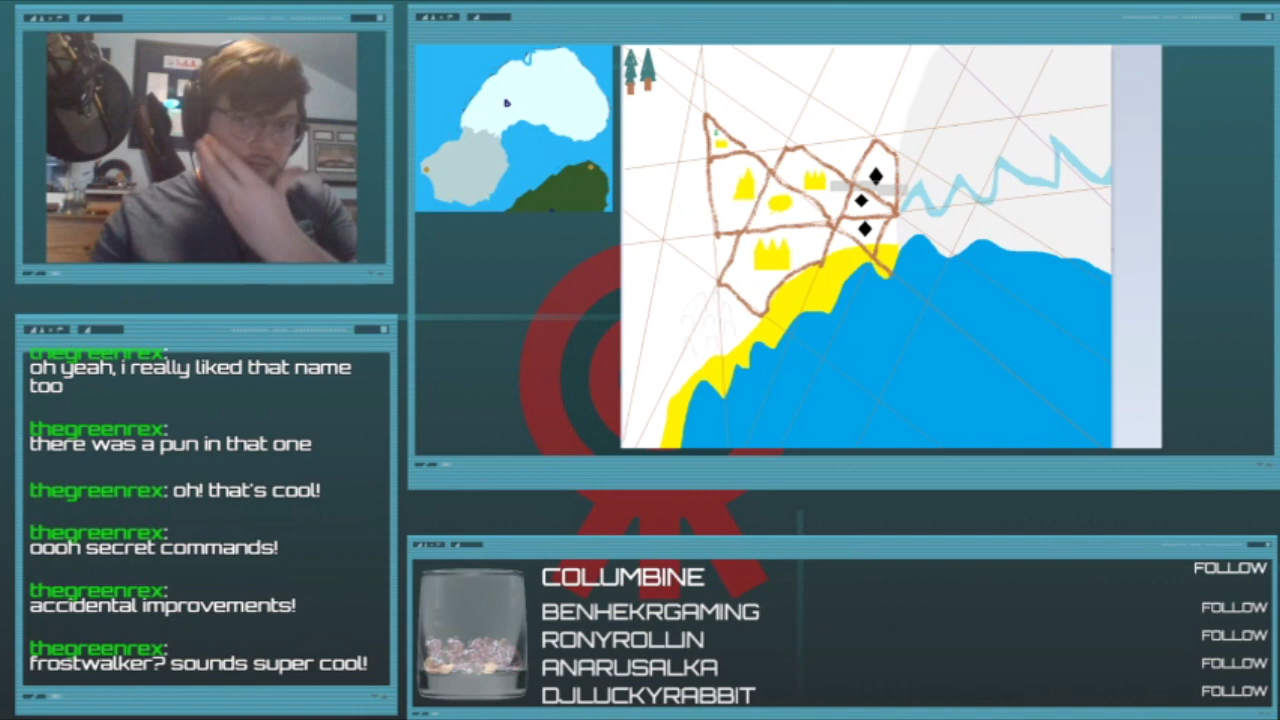 thegreenrex:
oh yeah, i really liked that name
too
thegreenrex:
there was a pun in that one
thegreenrex: oh! that's cool!
thegreenrex:
oooh secret commands!
thegreenrex:
accidental improvements!
thegreenrex:
frostwalker? sounds super cool!
COLUMBINE FOLLOW
BENHEKRGAMING FOLLOW
RONYROLLIN FOLLOW
ANARUSALKA FOLLOW
DJLUCKYRABBIT FOLLOW